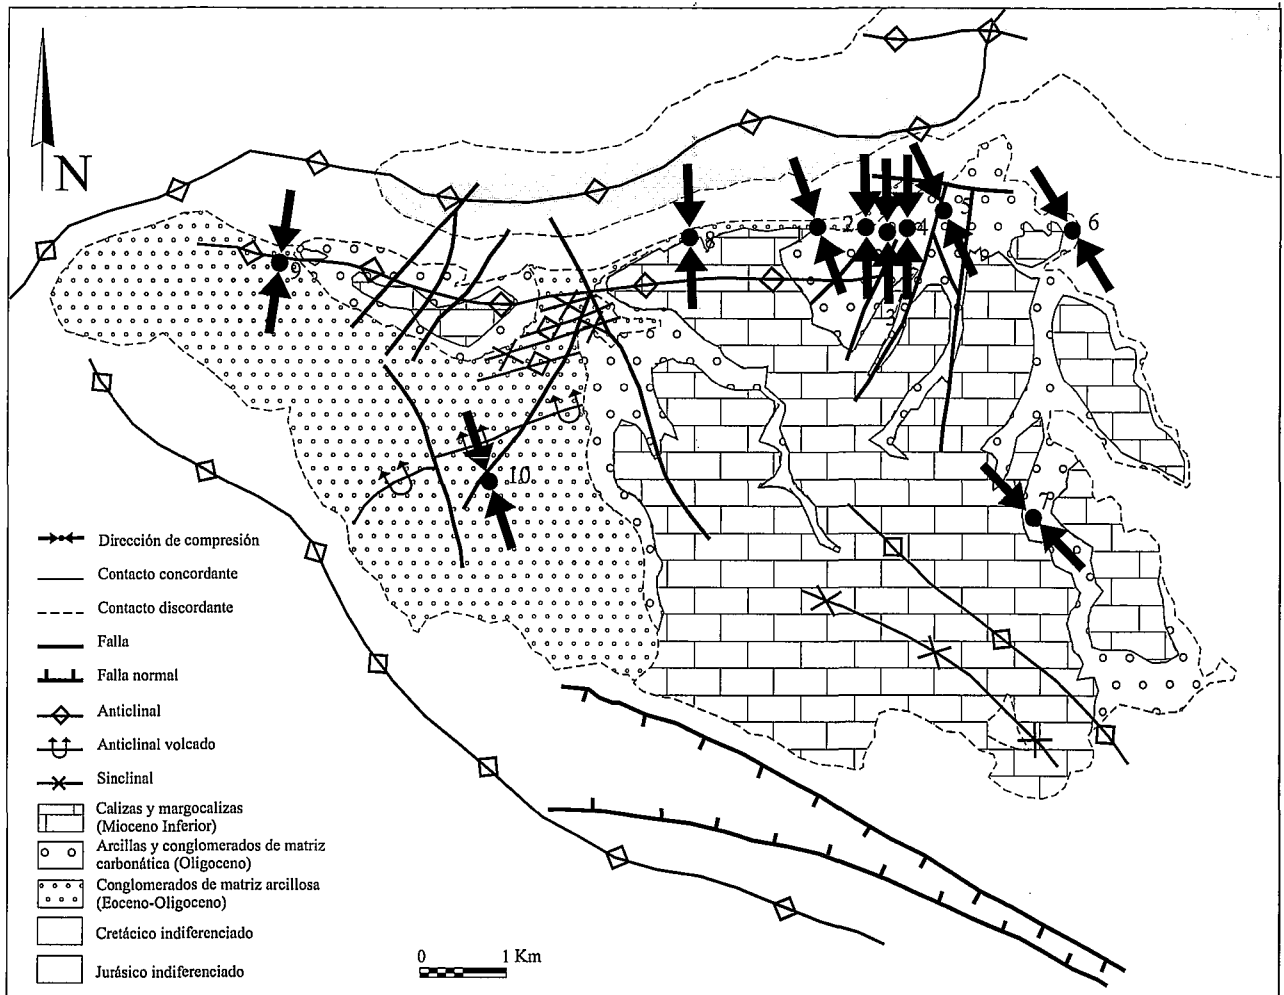 N
2
4
5
6
8
9
3
10
7
Dirección de compresión
Contacto concordante
Contacto discordante
Falla
Falla normal
Anticlinal
Anticlinal volcado
Sinclinal
Calizas y margocalizas
(Mioceno Inferior)
Arcillas y conglomerados de matriz
carbonática (Oligoceno)
Conglomerados de matriz arcillosa
(Eoceno-Oligoceno)
Cretácico indiferenciado
Jurásico indiferenciado
0 1 Km